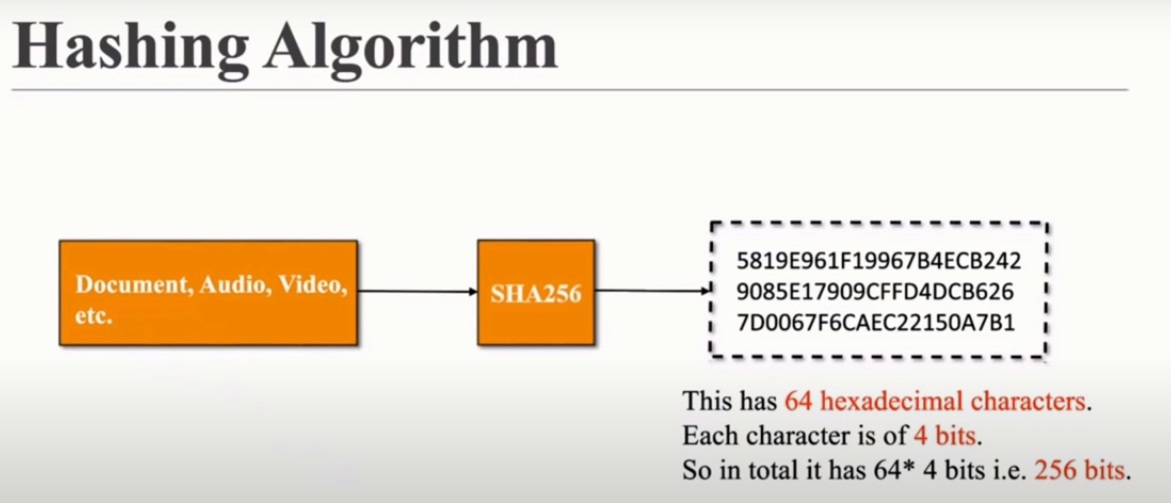 Hashing Algorithm
Document, Audio, Video,
etc.
SHA256
5819E961F19967B4ECB242
9085E17909CFFD4DCB626
7D0067F6CAEC22150A7B1
This has 64 hexadecimal characters.
Each character is of 4 bits.
So in total it has 64* 4 bits i.e. 256 bits.